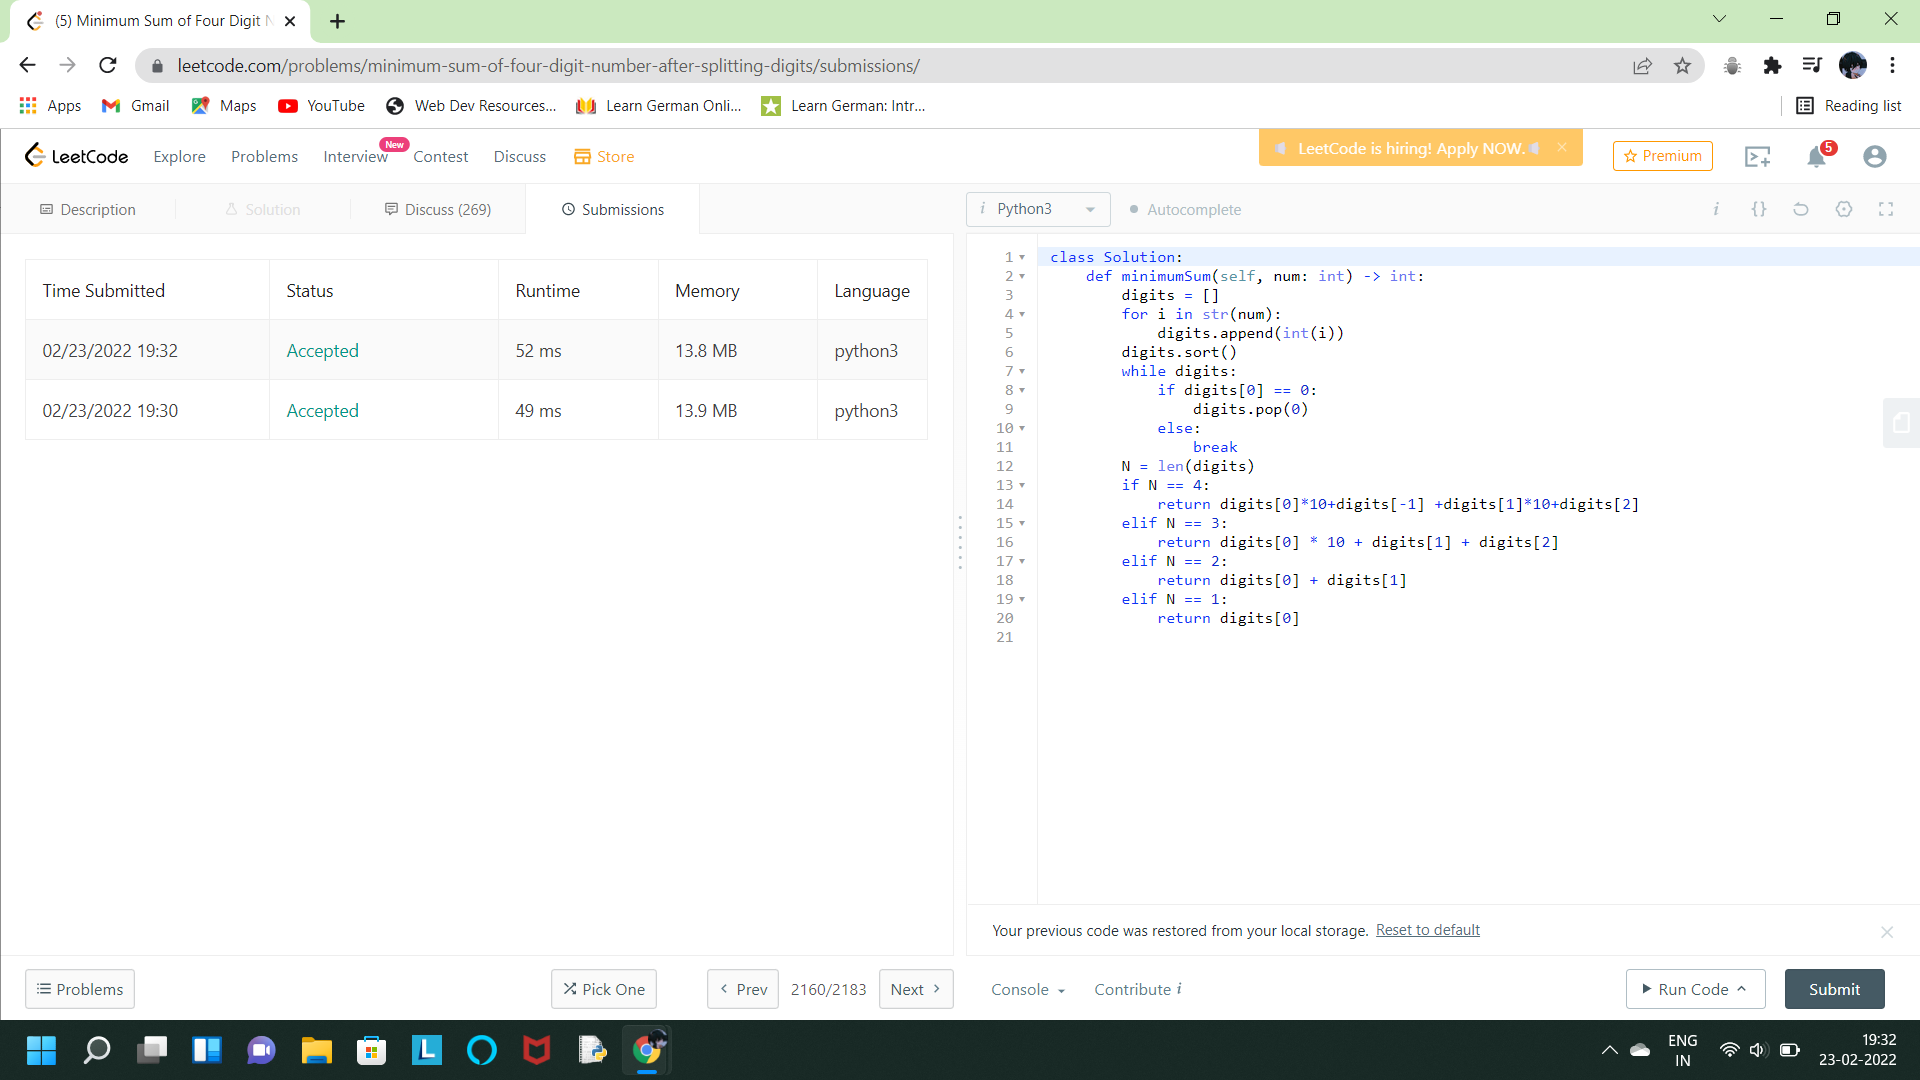 (5) Minimum Sum of Four Digit N
leetcode.com/problems/minimum-sum-of-four-digit-number-after-splitting-digits/submissions/
Apps Gmail Maps YouTube Web Dev Resources... Learn German Onli... Learn German: Intr... Reading list
LeetCode Explore Problems Interview New Contest Discuss Store LeetCode is hiring! Apply NOW. Premium 5
Description Solution Discuss (269) Submissions
Time Submitted Status Runtime Memory Language
02/23/2022 19:32 Accepted 52 ms 13.8 MB python3
02/23/2022 19:30 Accepted 49 ms 13.9 MB python3
i Python3 Autocomplete i {}
1 class Solution:
2 def minimumSum(self, num: int) -> int:
3 digits = []
4 for i in str(num):
5 digits.append(int(i))
6 digits.sort()
7 while digits:
8 if digits[0] == 0:
9 digits.pop(0)
10 else:
11 break
12 N = len(digits)
13 if N == 4:
14 return digits[0]*10+digits[-1] +digits[1]*10+digits[2]
15 elif N == 3:
16 return digits[0] * 10 + digits[1] + digits[2]
17 elif N == 2:
18 return digits[0] + digits[1]
19 elif N == 1:
20 return digits[0]
21
Your previous code was restored from your local storage. Reset to default
Problems Pick One Prev 2160/2183 Next Console Contribute i Run Code Submit
ENG
IN
19:32
23-02-2022